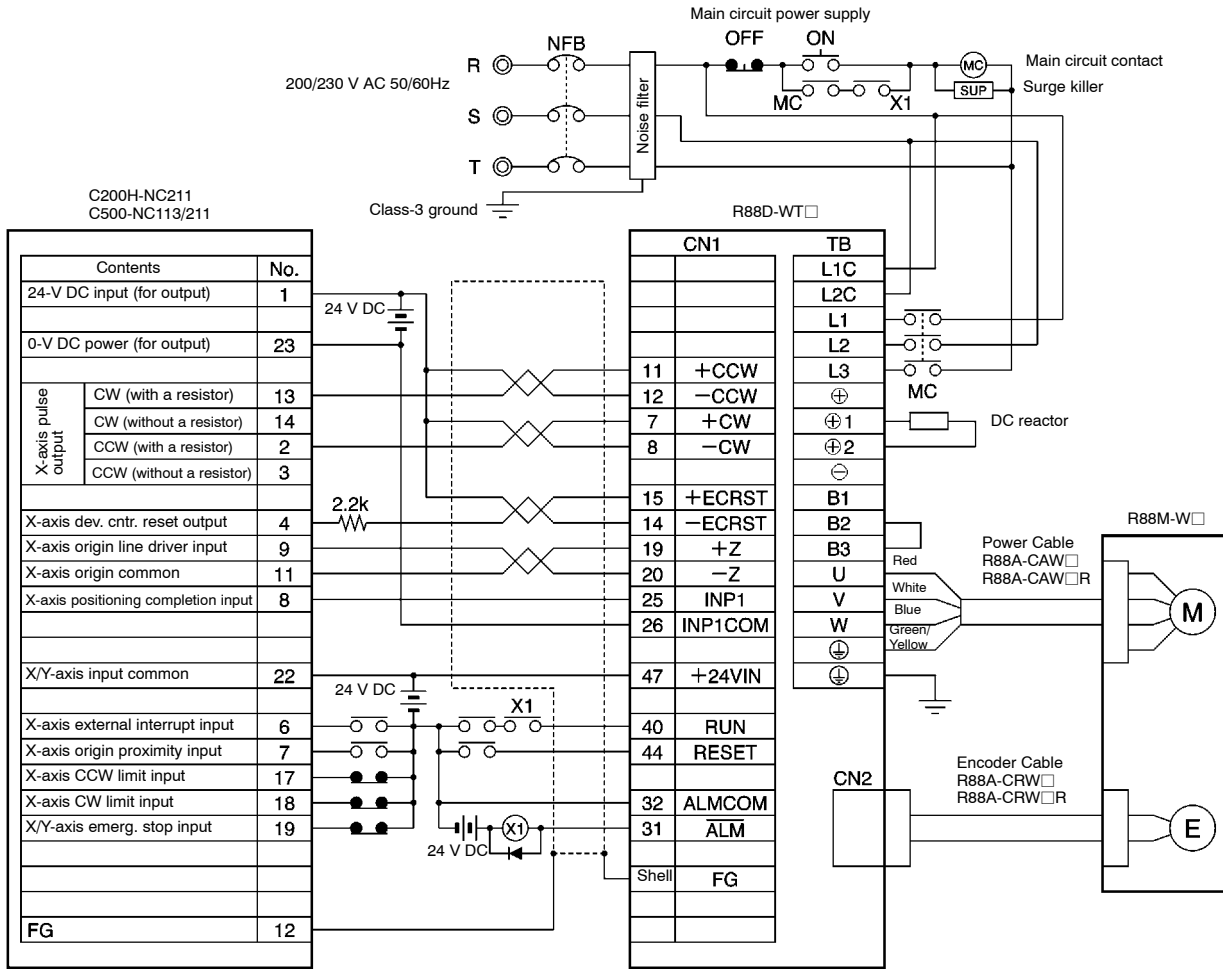 Main circuit power supply
OFF ON
NFB
R
200/230 V AC 50/60Hz
S
T
Noise filter
MC X1
MC
SUP
Main circuit contact
Surge killer
Class-3 ground
C200H-NC211
C500-NC113/211
Contents No.
24-V DC input (for output) 1
0-V DC power (for output) 23
X-axis pulse output
CW (with a resistor) 13
CW (without a resistor) 14
CCW (with a resistor) 2
CCW (without a resistor) 3
X-axis dev. cntr. reset output 4
X-axis origin line driver input 9
X-axis origin common 11
X-axis positioning completion input 8
X/Y-axis input common 22
X-axis external interrupt input 6
X-axis origin proximity input 7
X-axis CCW limit input 17
X-axis CW limit input 18
X/Y-axis emerg. stop input 19
FG 12
24 V DC
2.2k
24 V DC
X1
X1
24 V DC
R88D-WT□
CN1 TB
11 +CCW
12 −CCW
7 +CW
8 −CW
15 +ECRST
14 −ECRST
19 +Z
20 −Z
25 INP1
26 INP1COM
47 +24VIN
40 RUN
44 RESET
32 ALMCOM
31 ALM
Shell FG
L1C
L2C
L1
L2
L3
⊕
⊕1
⊕2
⊖
B1
B2
B3
U
V
W
MC
DC reactor
Red
White
Blue
Green/
Yellow
Power Cable
R88A-CAW□
R88A-CAW□R
R88M-W□
M
CN2
Encoder Cable
R88A-CRW□
R88A-CRW□R
E